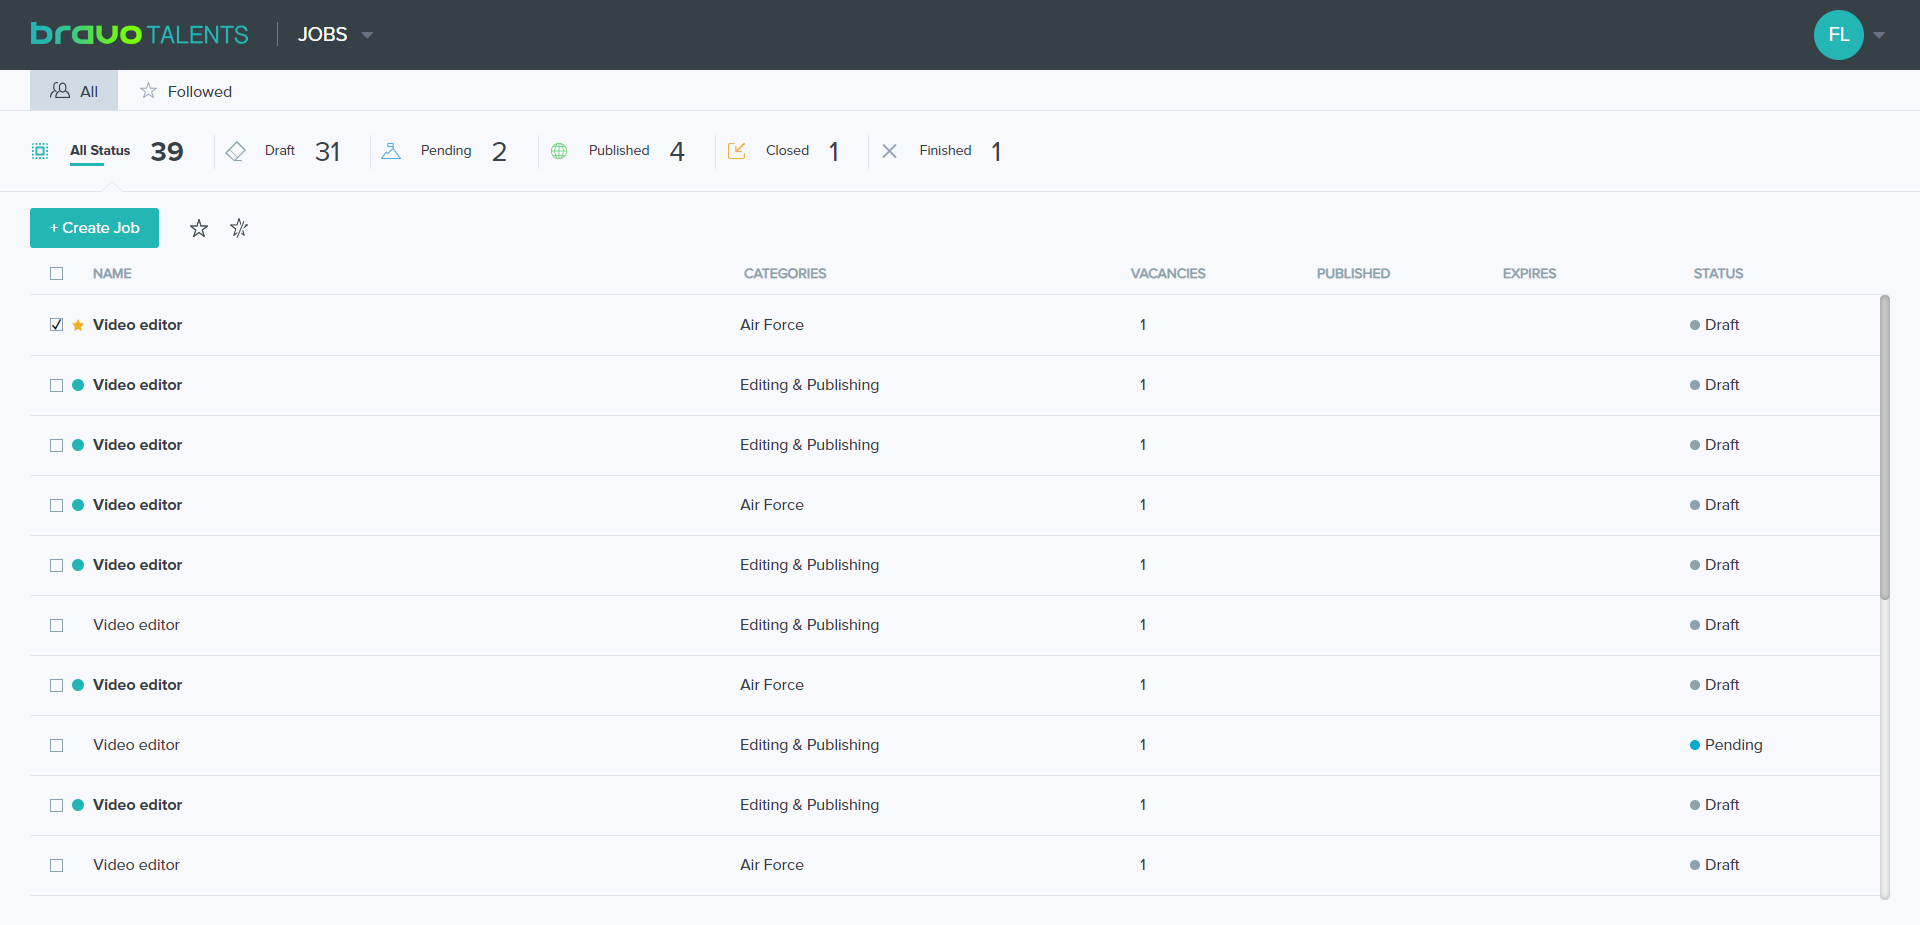 bravo TALENTS JOBS FL
All Followed
All Status 39 Draft 31 Pending 2 Published 4 Closed 1 Finished 1
+ Create Job
NAME CATEGORIES VACANCIES PUBLISHED EXPIRES STATUS
Video editor Air Force 1 Draft
Video editor Editing & Publishing 1 Draft
Video editor Editing & Publishing 1 Draft
Video editor Air Force 1 Draft
Video editor Editing & Publishing 1 Draft
Video editor Editing & Publishing 1 Draft
Video editor Air Force 1 Draft
Video editor Editing & Publishing 1 Pending
Video editor Editing & Publishing 1 Draft
Video editor Air Force 1 Draft